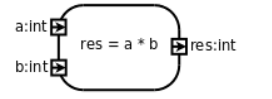 a:int
res = a * b
res:int
b:int